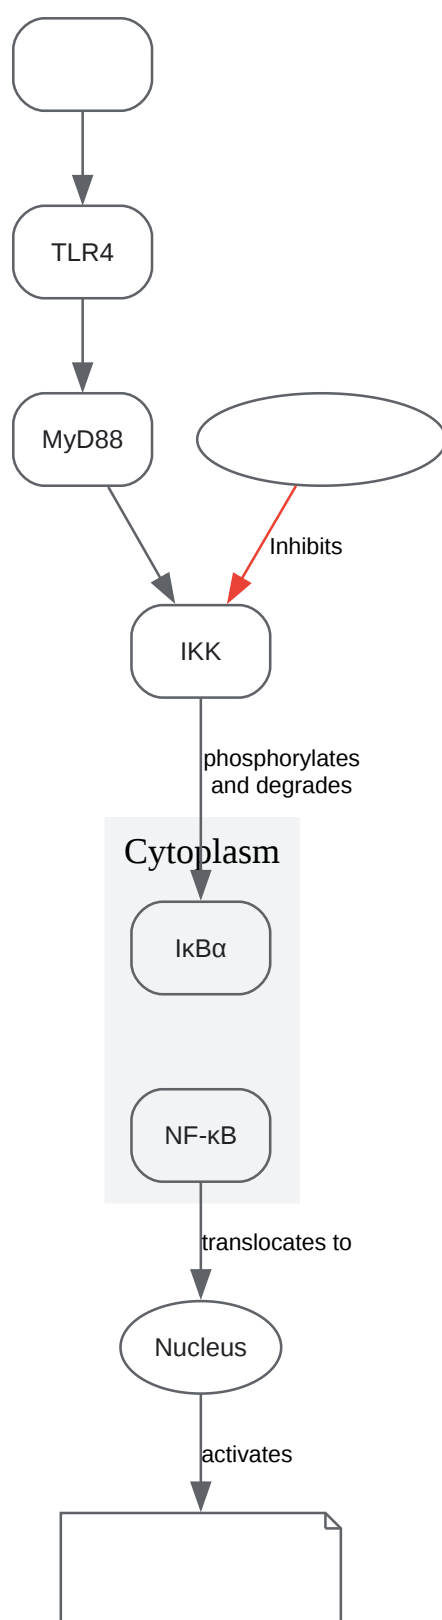 TLR4
MyD88
Inhibits
IKK
phosphorylates
and degrades
Cytoplasm
IκBα
NF-κB
translocates to
Nucleus
activates